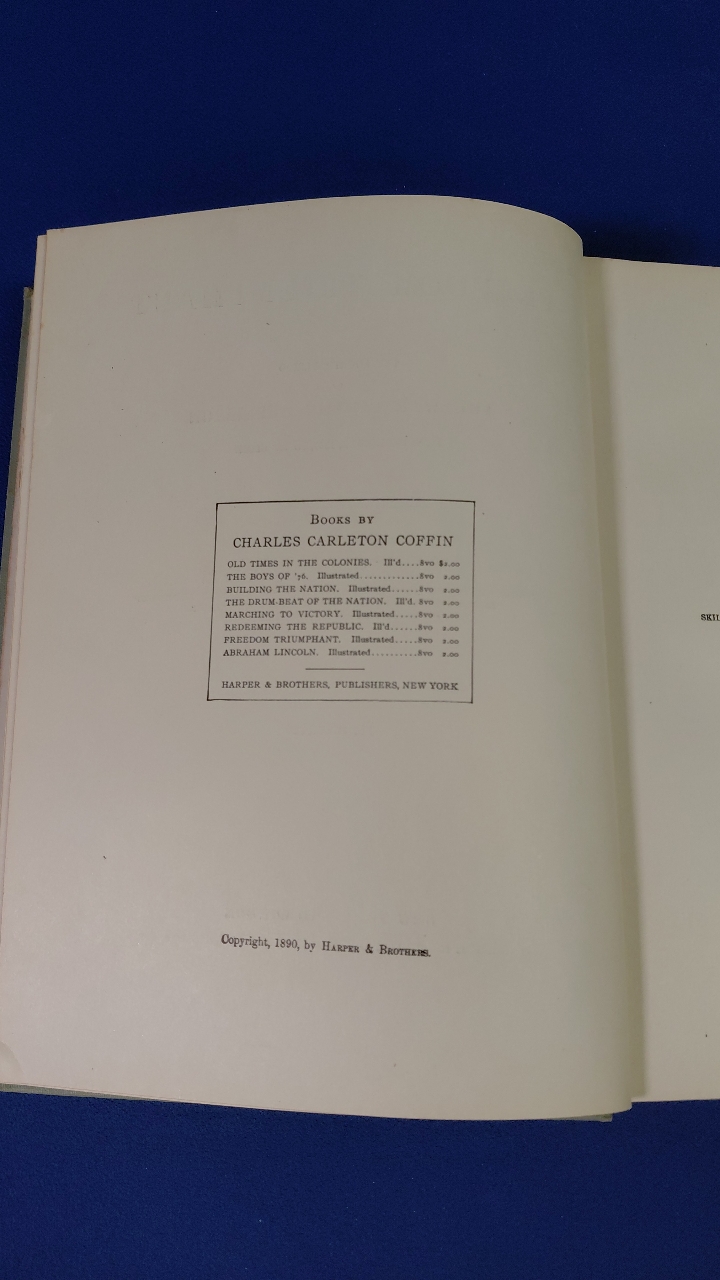 BOOKS BY
CHARLES CARLETON COFFIN
OLD TIMES IN THE COLONIES. Ill'd....8vo $2.00
THE BOYS OF '76. Illustrated............8vo 2.00
BUILDING THE NATION. Illustrated......8vo 2.00
THE DRUM-BEAT OF THE NATION. Ill'd. 8vo 2.00
MARCHING TO VICTORY. Illustrated.....8vo 2.00
REDEEMING THE REPUBLIC. Ill'd......8vo 2.00
FREEDOM TRIUMPHANT. Illustrated.....8vo 2.00
ABRAHAM LINCOLN. Illustrated..........8vo 2.00
HARPER & BROTHERS, PUBLISHERS, NEW YORK
Copyright, 1890, by HARPER & BROTHERS.